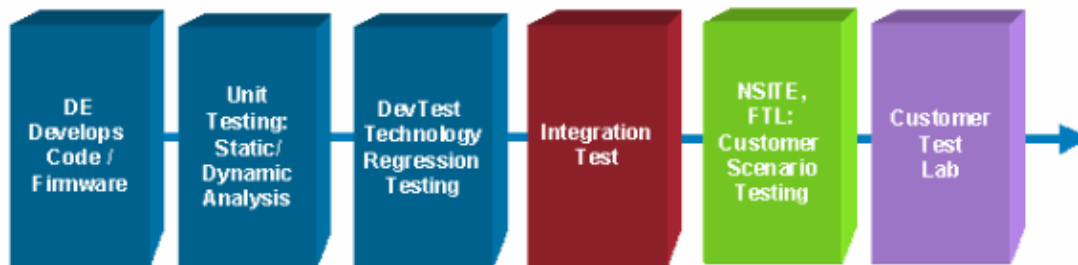 DE
Develops
Code /
Firmware
Unit
Testing:
Static/
Dynamic
Analysis
DevTest
Technology
Regression
Testing
Integration
Test
NSITE,
FTL:
Customer
Scenario
Testing
Customer
Test
Lab